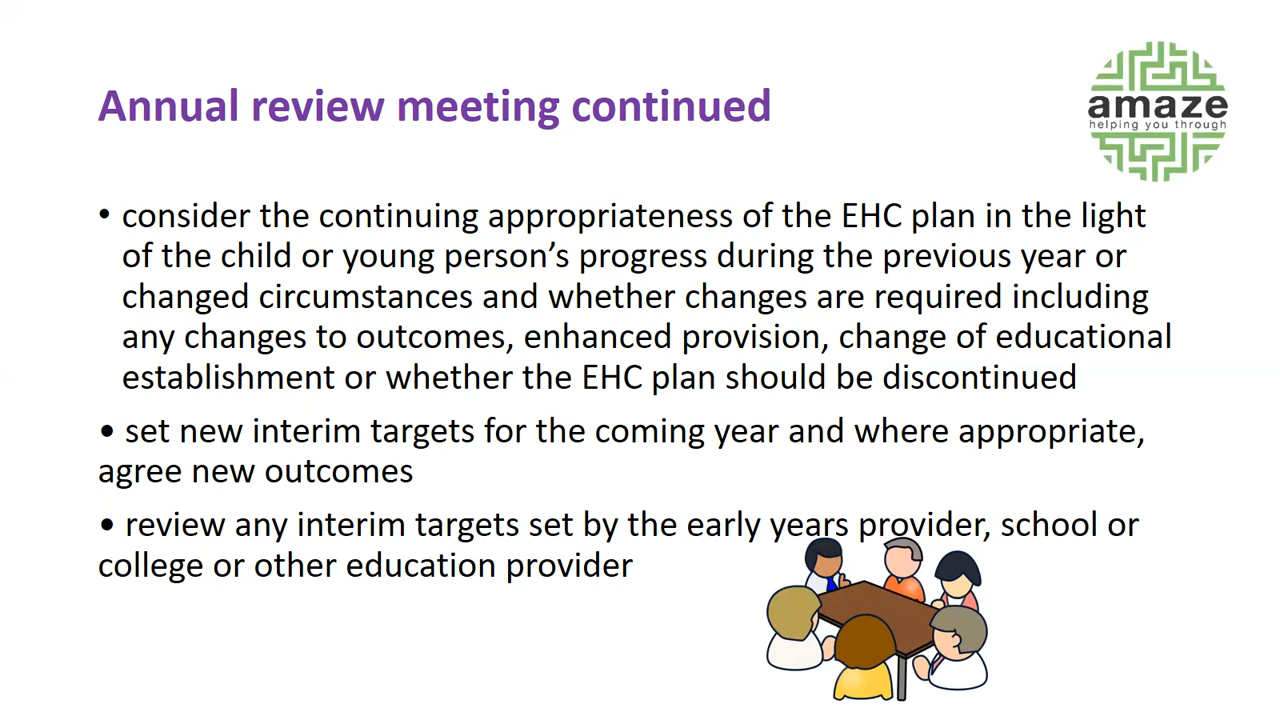 Annual review meeting continued
amaze
helping you through
• consider the continuing appropriateness of the EHC plan in the light
of the child or young person’s progress during the previous year or
changed circumstances and whether changes are required including
any changes to outcomes, enhanced provision, change of educational
establishment or whether the EHC plan should be discontinued
• set new interim targets for the coming year and where appropriate,
agree new outcomes
• review any interim targets set by the early years provider, school or
college or other education provider